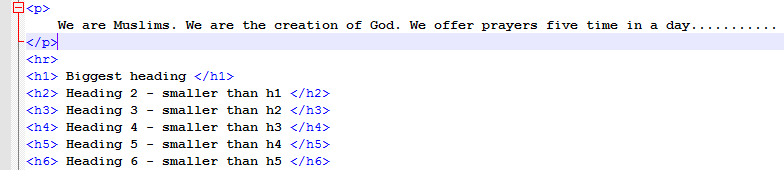 <p>
We are Muslims. We are the creation of God. We offer prayers five time in a day...........
</p>
<hr>
<h1> Biggest heading </h1>
<h2> Heading 2 - smaller than h1 </h2>
<h3> Heading 3 - smaller than h2 </h3>
<h4> Heading 4 - smaller than h3 </h4>
<h5> Heading 5 - smaller than h4 </h5>
<h6> Heading 6 - smaller than h5 </h6>